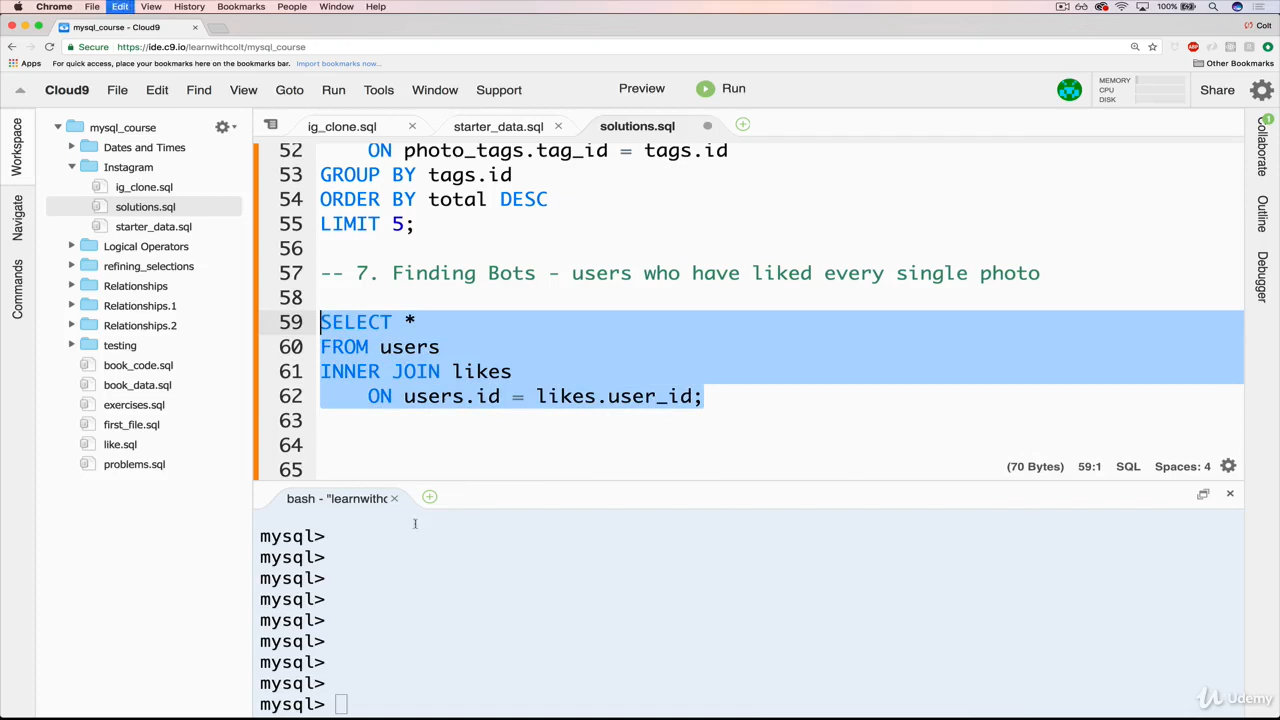 Chrome File Edit View History Bookmarks People Window Help 100%
mysql_course - Cloud9 Colt
Secure https://ide.c9.io/learnwithcolt/mysql_course
Apps For quick access, place your bookmarks here on the bookmarks bar. Import bookmarks now... Other Bookmarks
Cloud9 File Edit Find View Goto Run Tools Window Support Preview Run MEMORY CPU DISK Share
ig_clone.sql starter_data.sql solutions.sql
Workspace
Navigate
Commands
mysql_course
Dates and Times
Instagram
ig_clone.sql
solutions.sql
starter_data.sql
Logical Operators
refining_selections
Relationships
Relationships.1
Relationships.2
testing
book_code.sql
book_data.sql
exercises.sql
first_file.sql
like.sql
problems.sql
52 ON photo_tags.tag_id = tags.id
53 GROUP BY tags.id
54 ORDER BY total DESC
55 LIMIT 5;
56
57 -- 7. Finding Bots - users who have liked every single photo
58
59 SELECT *
60 FROM users
61 INNER JOIN likes
62 ON users.id = likes.user_id;
63
64
65
(70 Bytes) 59:1 SQL Spaces: 4
Collaborate
1
Outline
Debugger
bash - "learnwithc
mysql>
mysql>
mysql>
mysql>
mysql>
mysql>
mysql>
mysql>
mysql>
Udemy